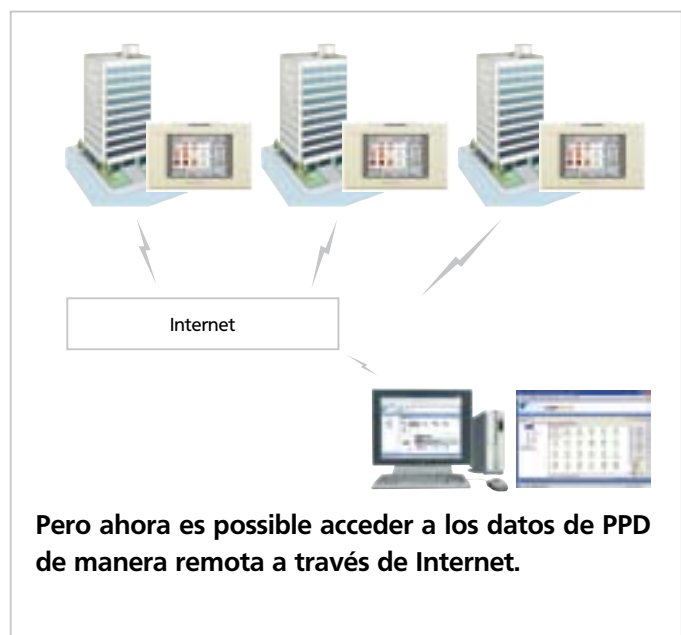 Internet
Pero ahora es possible acceder a los datos de PPD
de manera remota a través de Internet.